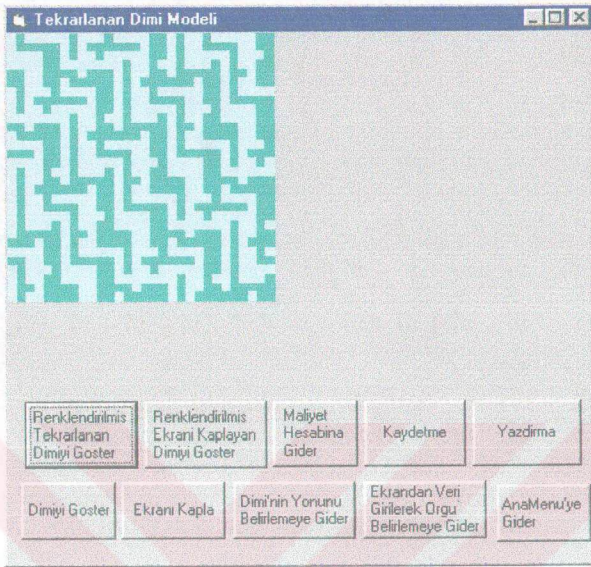 Tekrarlanan Dimi Modeli
Renklendirilmis
Tekrarlanan
Dimiyi Goster
Renklendirilmis
Ekrani Kaplayan
Dimiyi Goster
Maliyet
Hesabina
Gider
Kaydetme
Yazdirma
Dimiyi Goster
Ekrani Kapla
Dimi'nin Yonunu
Belirlemeye Gider
Ekrandan Veri
Girilerek Orgu
Belirlemeye Gider
AnaMenu'ye
Gider